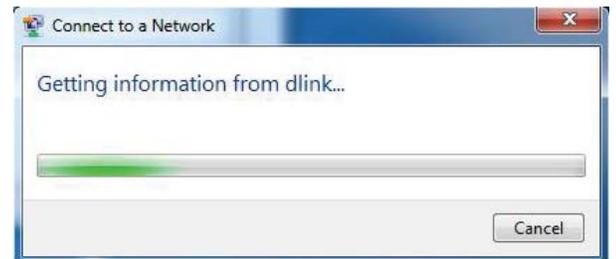 Connect to a Network
Getting information from dlink...
Cancel